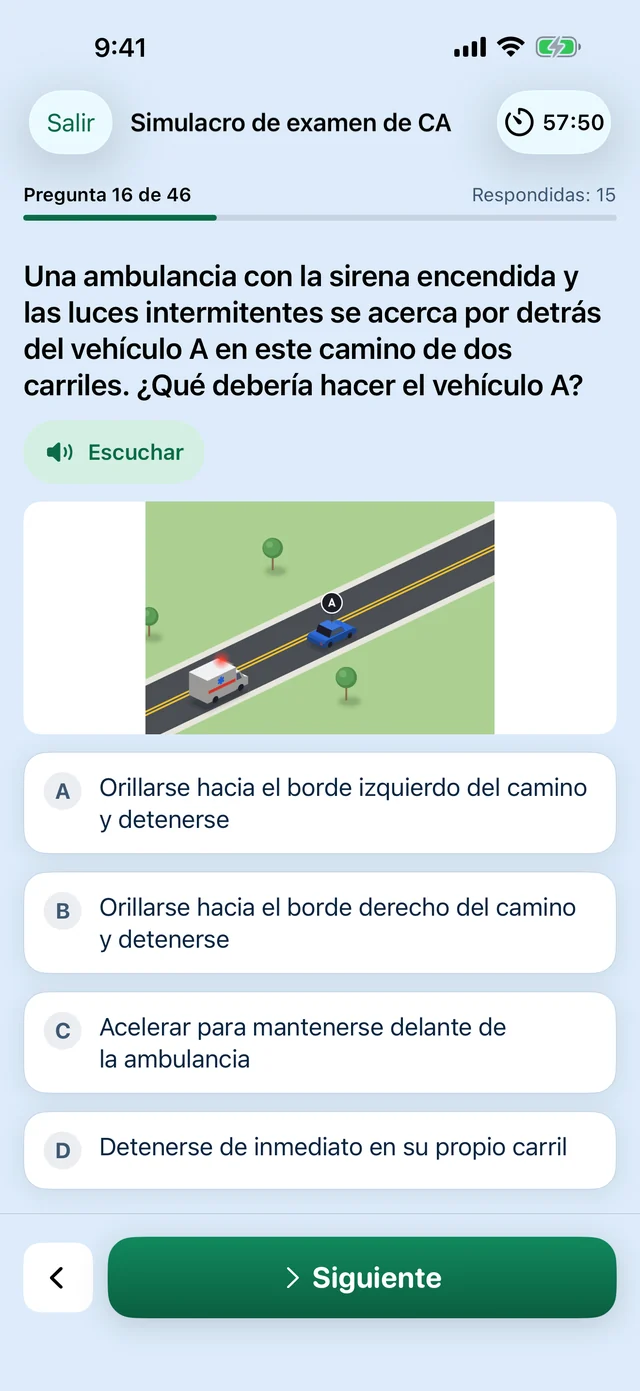 9:41
Salir
Simulacro de examen de CA
57:50
Pregunta 16 de 46
Respondidas: 15
Una ambulancia con la sirena encendida y
las luces intermitentes se acerca por detrás
del vehículo A en este camino de dos
carriles. ¿Qué debería hacer el vehículo A?
Escuchar
A
A
Orillarse hacia el borde izquierdo del camino
y detenerse
B
Orillarse hacia el borde derecho del camino
y detenerse
C
Acelerar para mantenerse delante de
la ambulancia
D
Detenerse de inmediato en su propio carril
Siguiente